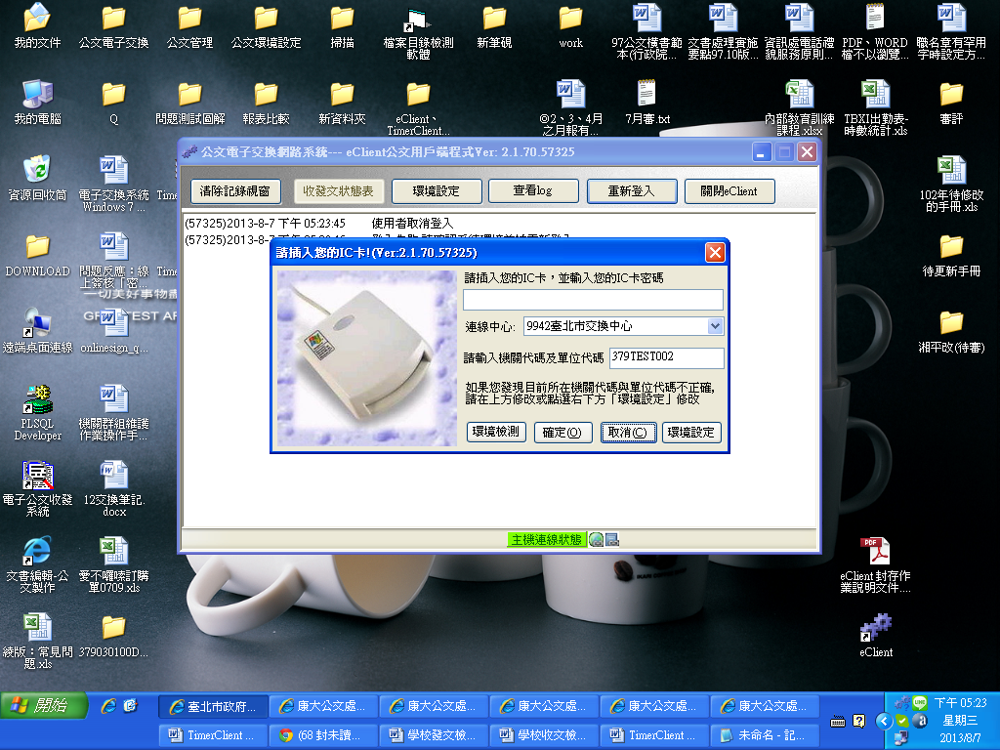 我的文件
公文電子交換
公文管理
公文環境設定
掃描
檔案目錄檢測
軟體
新筆硯
work
97公文橫書範
本(行政院...
文書處理實施
要點97.10版...
資訊處電話禮
貌服務原則...
PDF、WORD
檔不以瀏覽...
職名章有罕用
字時設定方...
我的電腦
Q
問題測試圖解
報表比較
新資料夾
eClient、
TimerClient...
@2、3、4月
之月報有...
7月審.txt
內部教育訓練
課程.xlsx
TBXI出勤表-
時數統計.xls
審評
資源回收筒
電子交換系統
Windows 7 ...
Time
102年待修改
的手冊.xls
DOWNLOAD
問題反應：線
上簽核「密...
Time
待更新手冊
一切美好事物盡
遠端桌面連線
onlinesign_q...
湘平改(待審)
PLSQL
Developer
機關群組維護
作業操作手...
電子公文收發
系統
12交換筆記.
docx
文書編輯-公
文製作
愛不囉嗦訂購
單0709.xls
eClient 封存作
業說明文件....
綾版：常見問
題.xls
379030100D...
eClient
公文電子交換網路系統--- eClient公文用戶端程式Ver: 2.1.70.57325
清除記錄視窗
收發文狀態表
環境設定
查看log
重新登入
關閉eClient
(57325)2013-8-7 下午 05:23:45 使用者取消登入
請插入您的IC卡!(Ver:2.1.70.57325)
請插入您的IC卡，並輸入您的IC卡密碼
連線中心: 9942臺北市交換中心
請輸入機關代碼及單位代碼 379TEST002
如果您發現目前所在機關代碼與單位代碼不正確,
請在上方修改或點選右下方「環境設定」修改
環境檢測
確定(O)
取消(C)
環境設定
主機連線狀態
開始
臺北市政府...
康大公文處...
康大公文處...
康大公文處...
康大公文處...
康大公文處...
TimerClient ...
(68 封未讀...
學校發文檢...
學校收文檢...
TimerClient ...
未命名 - 記...
下午 05:23
星期三
2013/8/7